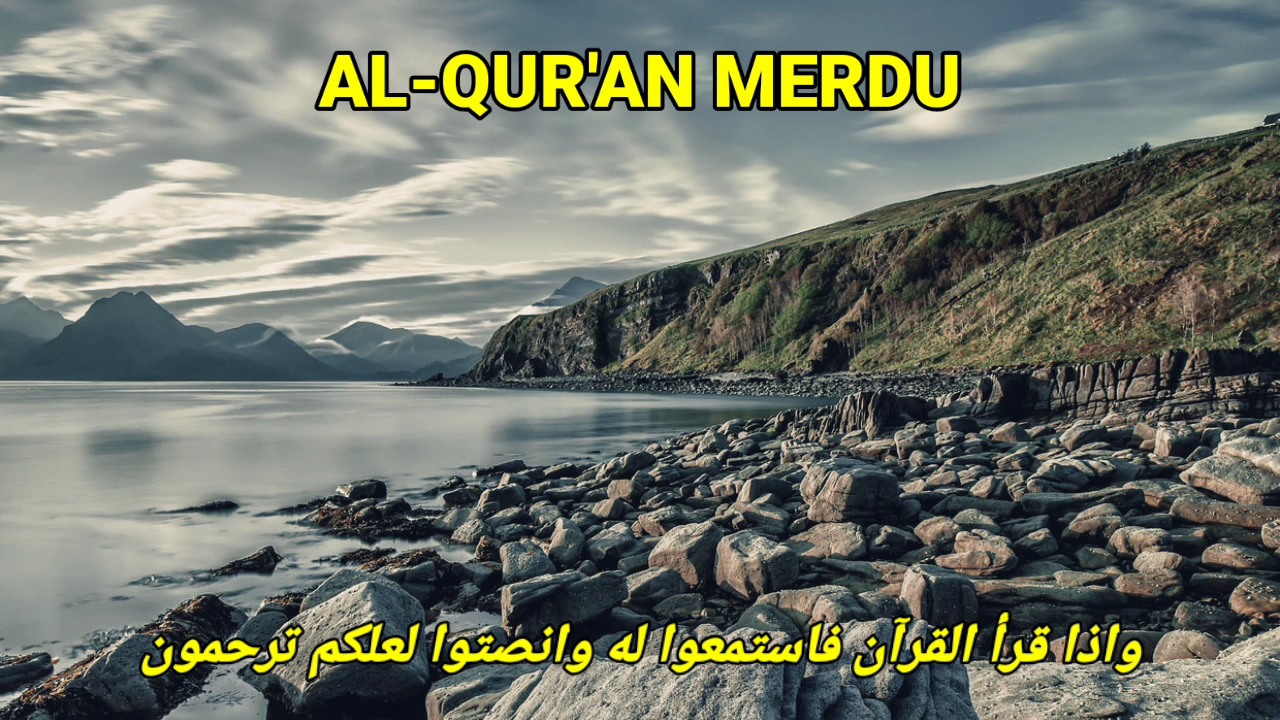 AL-QUR'AN MERDU
واذا قرأ القرآن فاستمعوا له وانصتوا لعلكم ترحمون